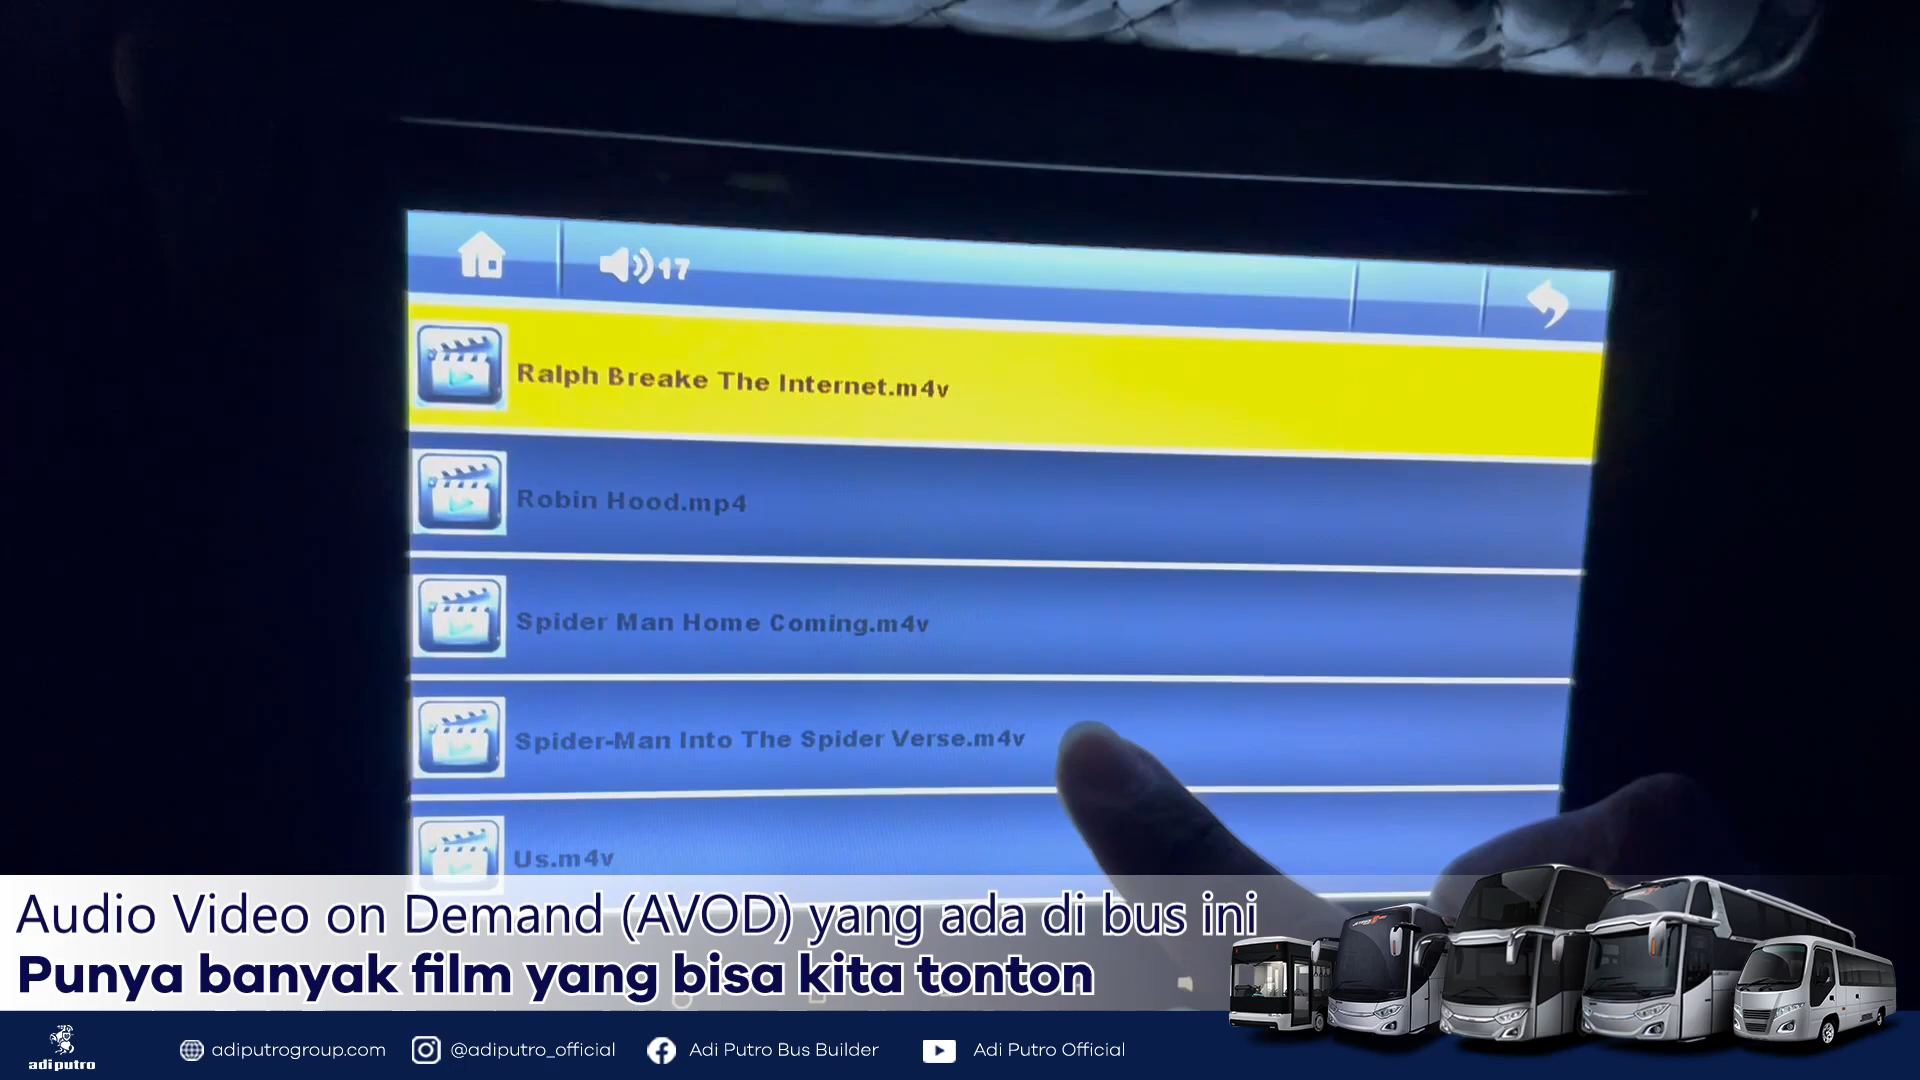 17
Ralph Breake The Internet.m4v
Robin Hood.mp4
Spider Man Home Coming.m4v
Spider-Man Into The Spider Verse.m4v
Us.m4v
Audio Video on Demand (AVOD) yang ada di bus ini
Punya banyak film yang bisa kita tonton
adiputro
adiputrogroup.com
@adiputro_official
Adi Putro Bus Builder
Adi Putro Official